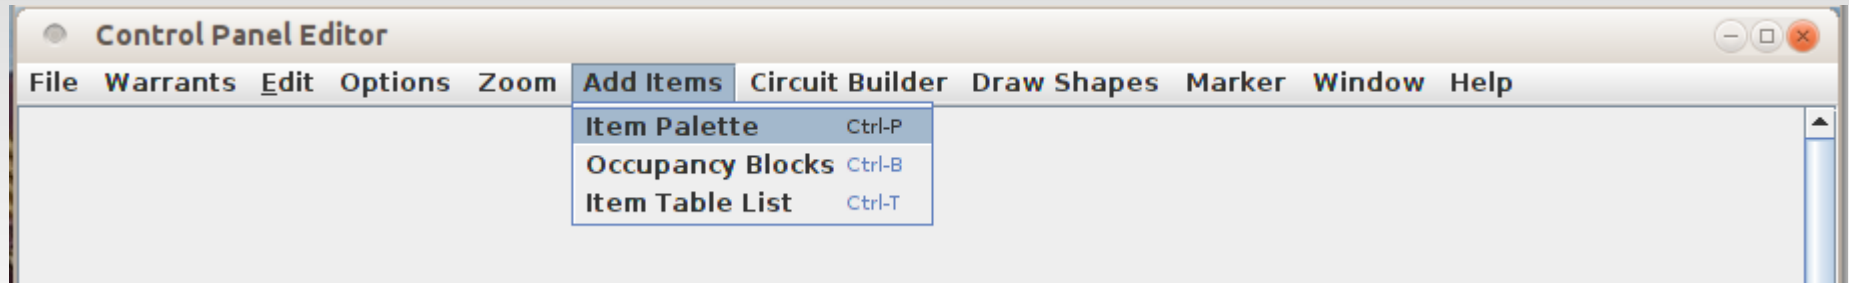 Control Panel Editor
File Warrants Edit Options Zoom Add Items Circuit Builder Draw Shapes Marker Window Help
Item Palette Ctrl-P
Occupancy Blocks Ctrl-B
Item Table List Ctrl-T